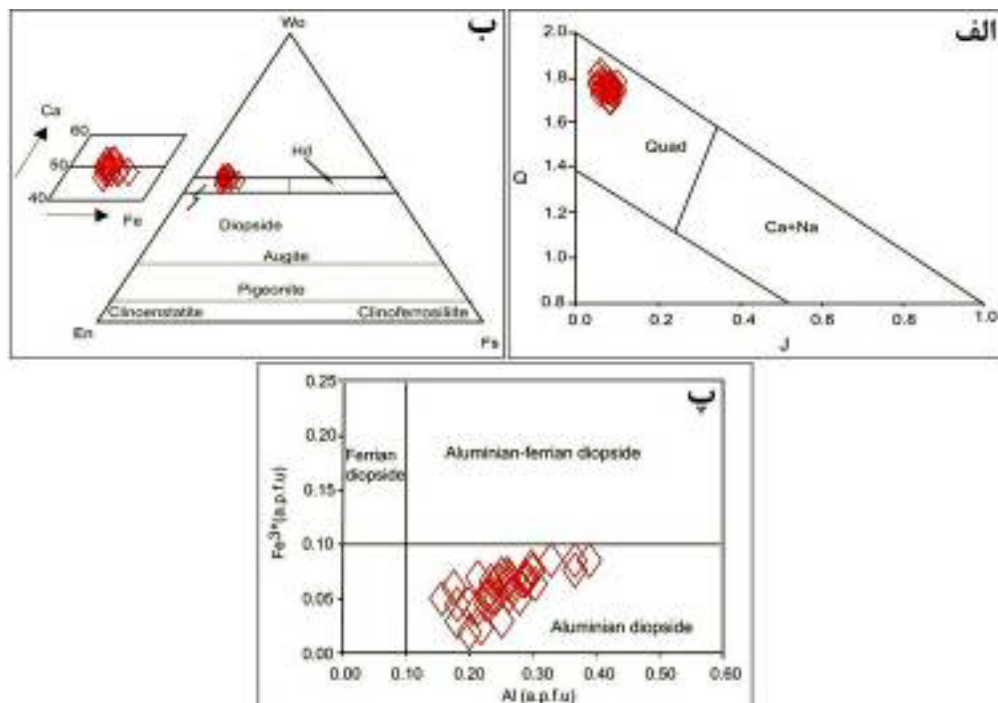 الف
2.0
1.8
1.6
1.4
1.2
1.0
0.8
Q
Quad
Ca+Na
0.0 0.2 0.4 0.6 0.8 1.0
J
ب
Wo
Ca
60
50
40
Fe
Hd
Diopside
Augite
Pigeonite
Clinoenstatite Clinoferrosilite
En
Fs
پ
0.25
0.20
0.15
0.10
0.05
0.00
Fe3+(a.p.f.u)
Ferrian
diopside
Aluminian-ferrian diopside
Aluminian diopside
0.00 0.10 0.20 0.30 0.40 0.50 0.60
Al (a.p.f.u)